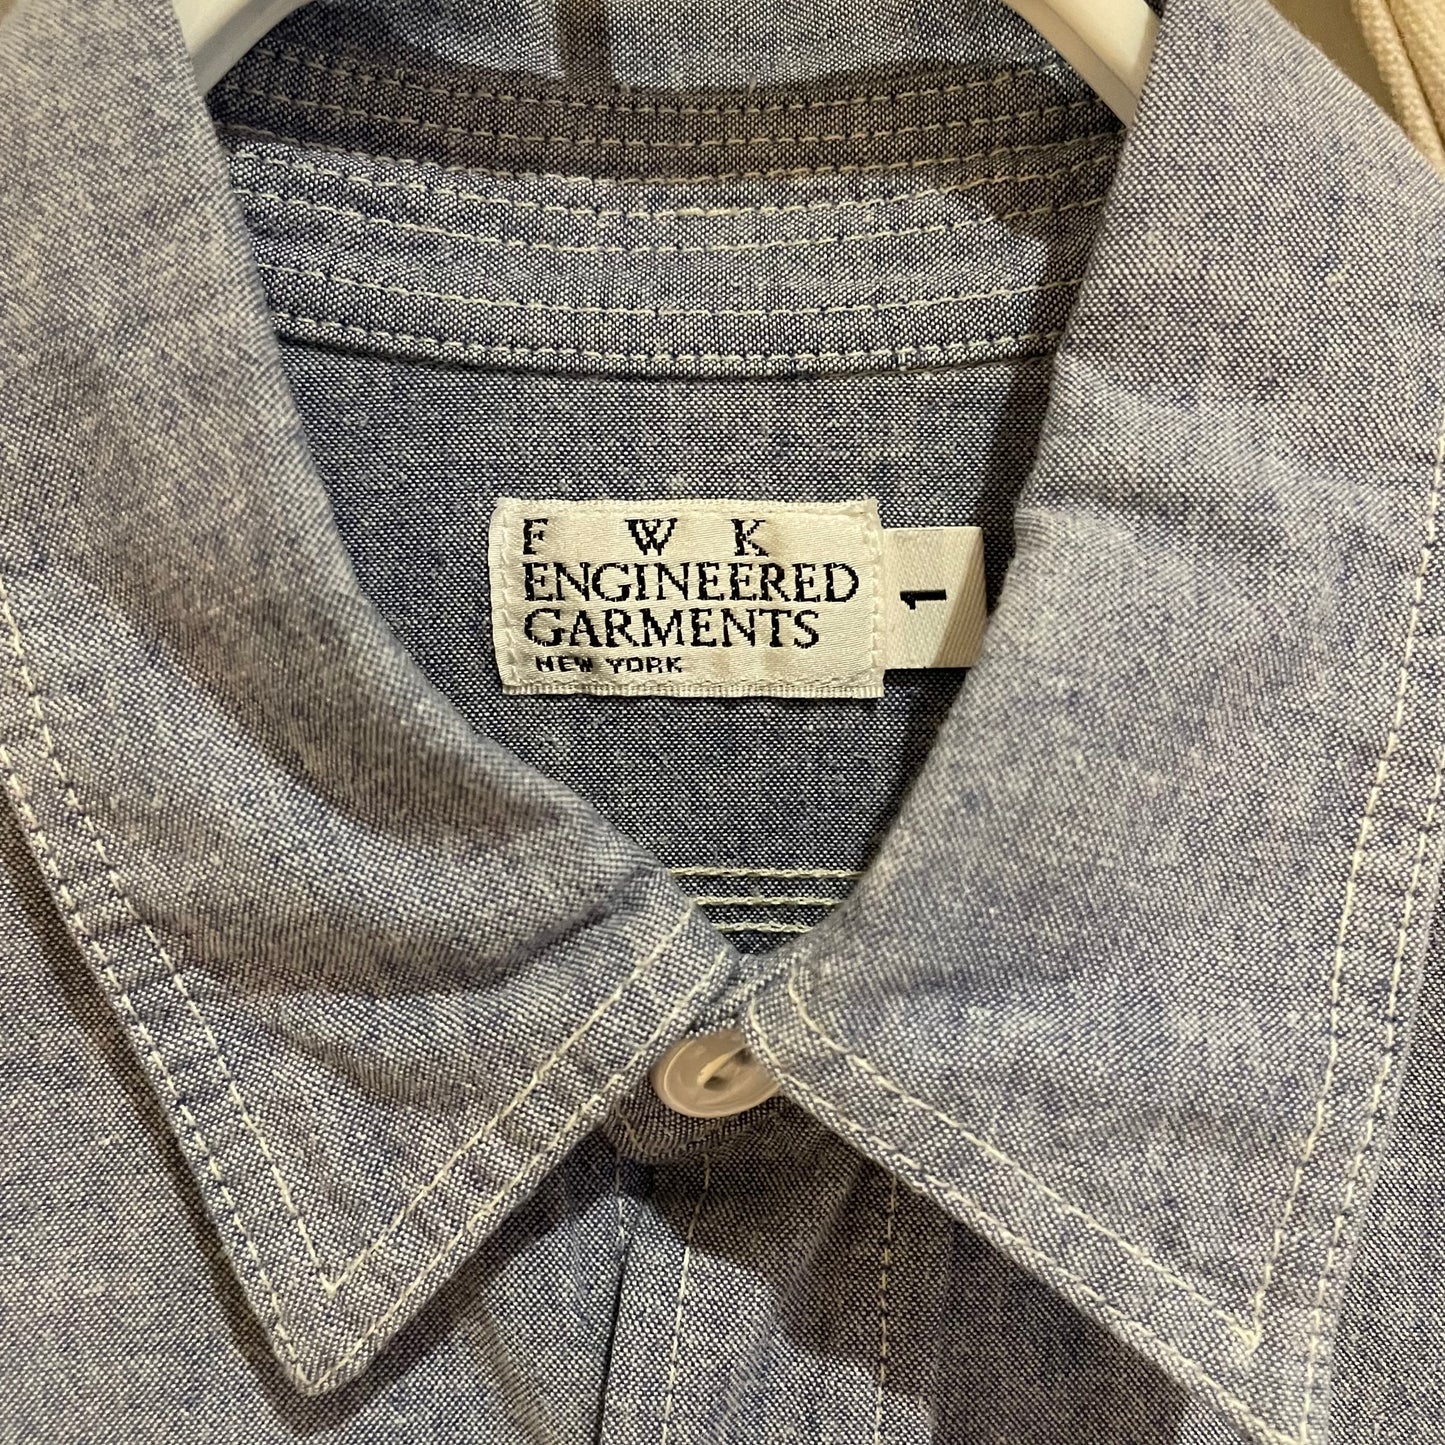 F W K
ENGINEERED
GARMENTS
NEW YORK
1